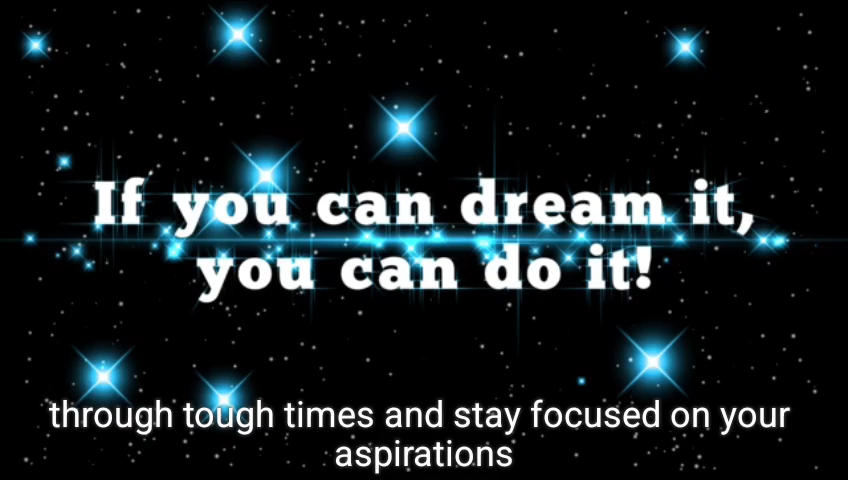 If you can dream it,
you can do it!
through tough times and stay focused on your
aspirations